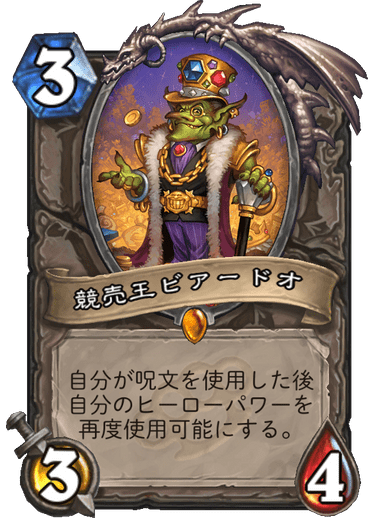 3
競売王ビアードオ
自分が呪文を使用した後
自分のヒーローパワーを
再度使用可能にする。
3
4